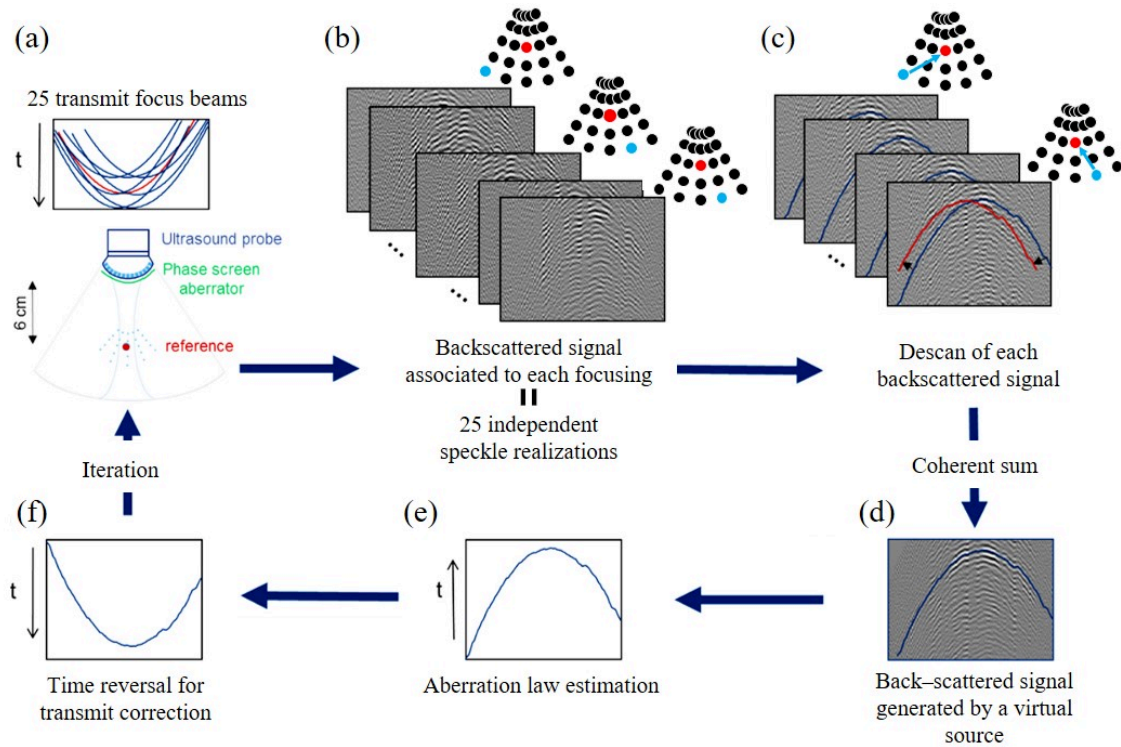 (a)
25 transmit focus beams
t
Ultrasound probe
Phase screen
aberrator
6 cm
reference
(b)
Backscattered signal
associated to each focusing
25 independent
speckle realizations
(c)
Descan of each
backscattered signal
Coherent sum
(d)
Back–scattered signal
generated by a virtual
source
(e)
t
Aberration law estimation
(f)
t
Time reversal for
transmit correction
Iteration